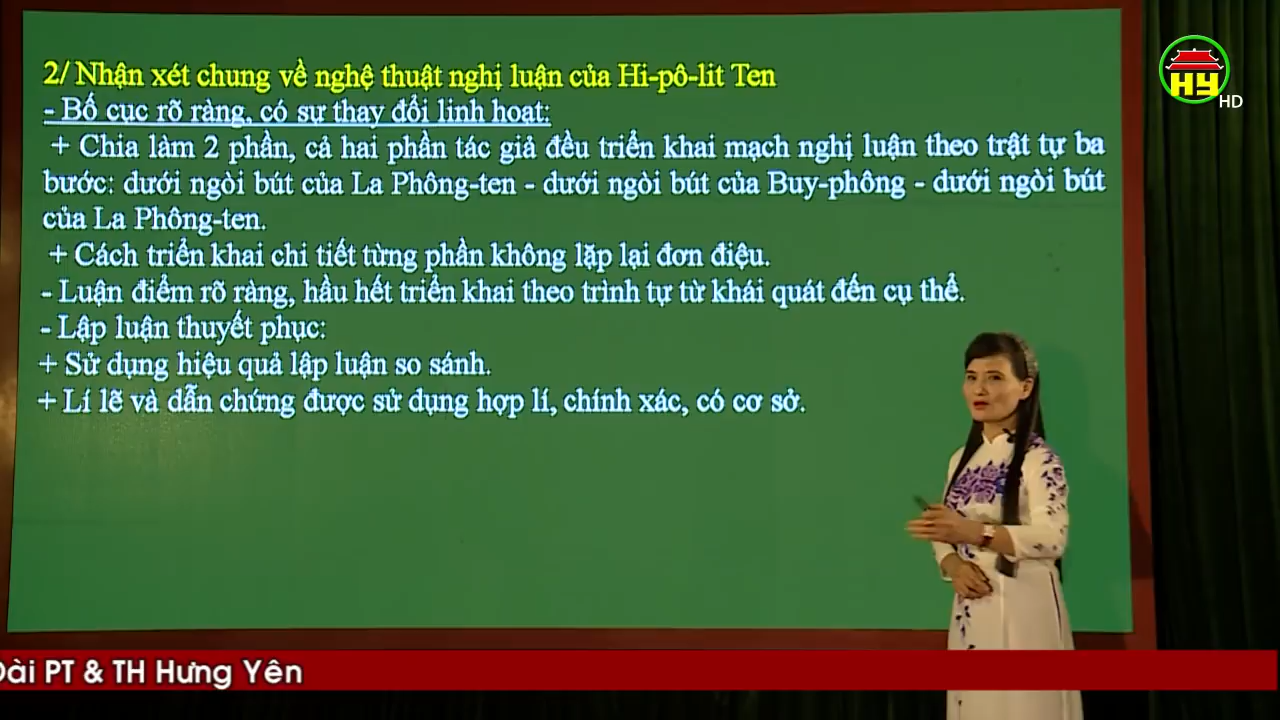 2/ Nhận xét chung về nghệ thuật nghị luận của Hi-pô-lit Ten
- Bố cục rõ ràng, có sự thay đổi linh hoạt:
+ Chia làm 2 phần, cả hai phần tác giả đều triển khai mạch nghị luận theo trật tự ba
bước: dưới ngòi bút của La Phông-ten - dưới ngòi bút của Buy-phông - dưới ngòi bút
của La Phông-ten.
+ Cách triển khai chi tiết từng phần không lặp lại đơn điệu.
- Luận điểm rõ ràng, hầu hết triển khai theo trình tự từ khái quát đến cụ thể.
- Lập luận thuyết phục:
+ Sử dụng hiệu quả lập luận so sánh.
+ Lí lẽ và dẫn chứng được sử dụng hợp lí, chính xác, có cơ sở.
HY
HD
Đài PT & TH Hưng Yên